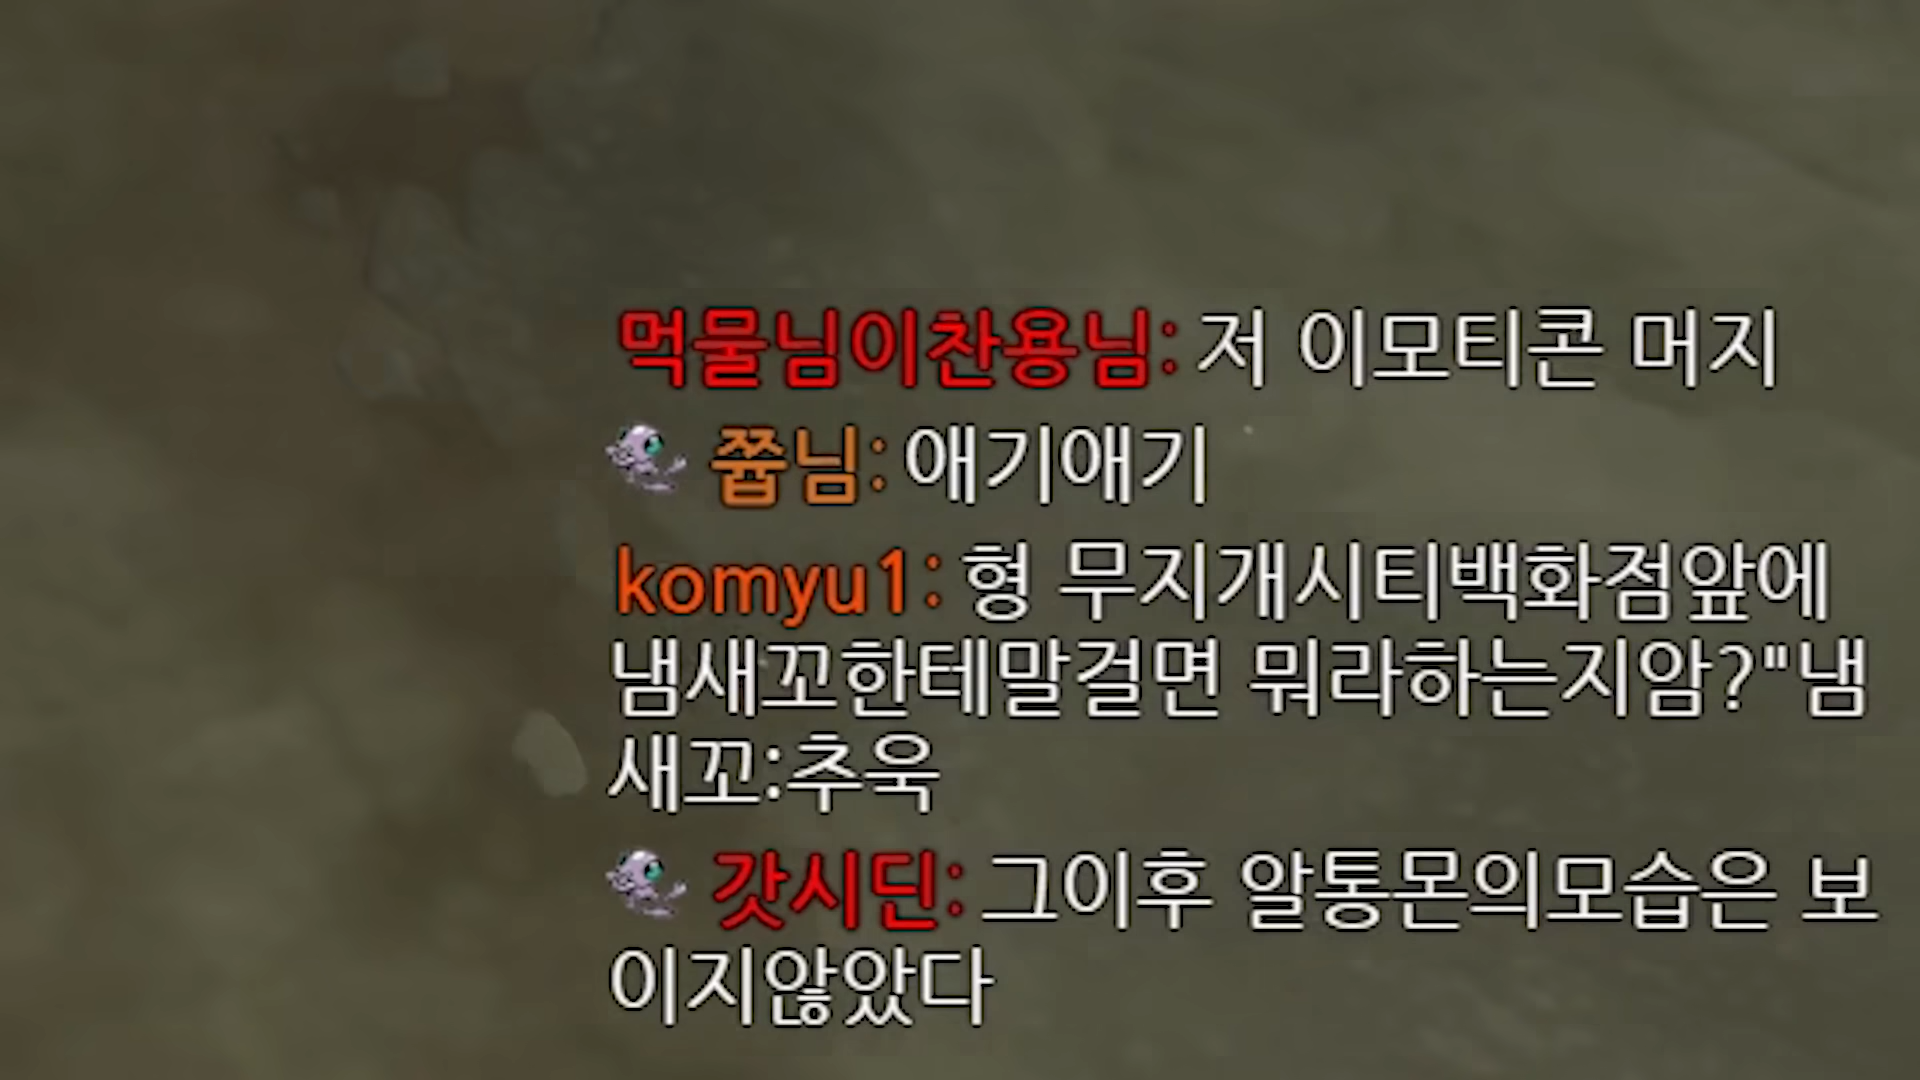 먹물님이찬용님: 저 이모티콘 머지
쭙님: 얘기얘기
komyu1: 형 무지개시티백화점앞에
냄새꼬한테말걸면 뭐라하는지암?"냄
새꼬:추욱
갓시딘: 그이후 알통몬의모습은 보
이지않았다